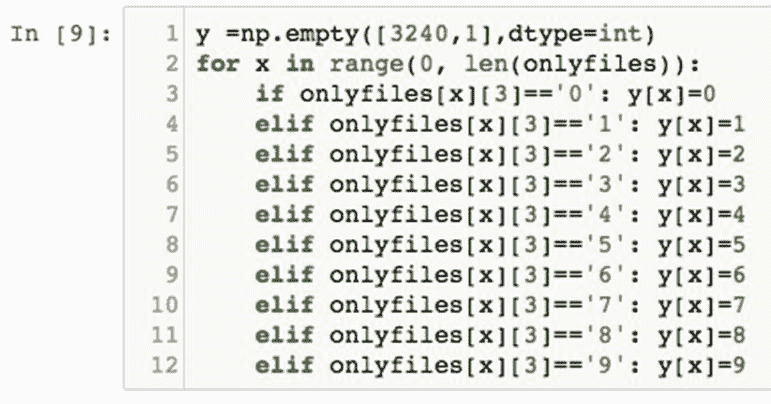 In [9]:
1 y =np.empty([3240,1],dtype=int)
2 for x in range(0, len(onlyfiles)):
3     if onlyfiles[x][3]=='0': y[x]=0
4     elif onlyfiles[x][3]=='1': y[x]=1
5     elif onlyfiles[x][3]=='2': y[x]=2
6     elif onlyfiles[x][3]=='3': y[x]=3
7     elif onlyfiles[x][3]=='4': y[x]=4
8     elif onlyfiles[x][3]=='5': y[x]=5
9     elif onlyfiles[x][3]=='6': y[x]=6
10     elif onlyfiles[x][3]=='7': y[x]=7
11     elif onlyfiles[x][3]=='8': y[x]=8
12     elif onlyfiles[x][3]=='9': y[x]=9